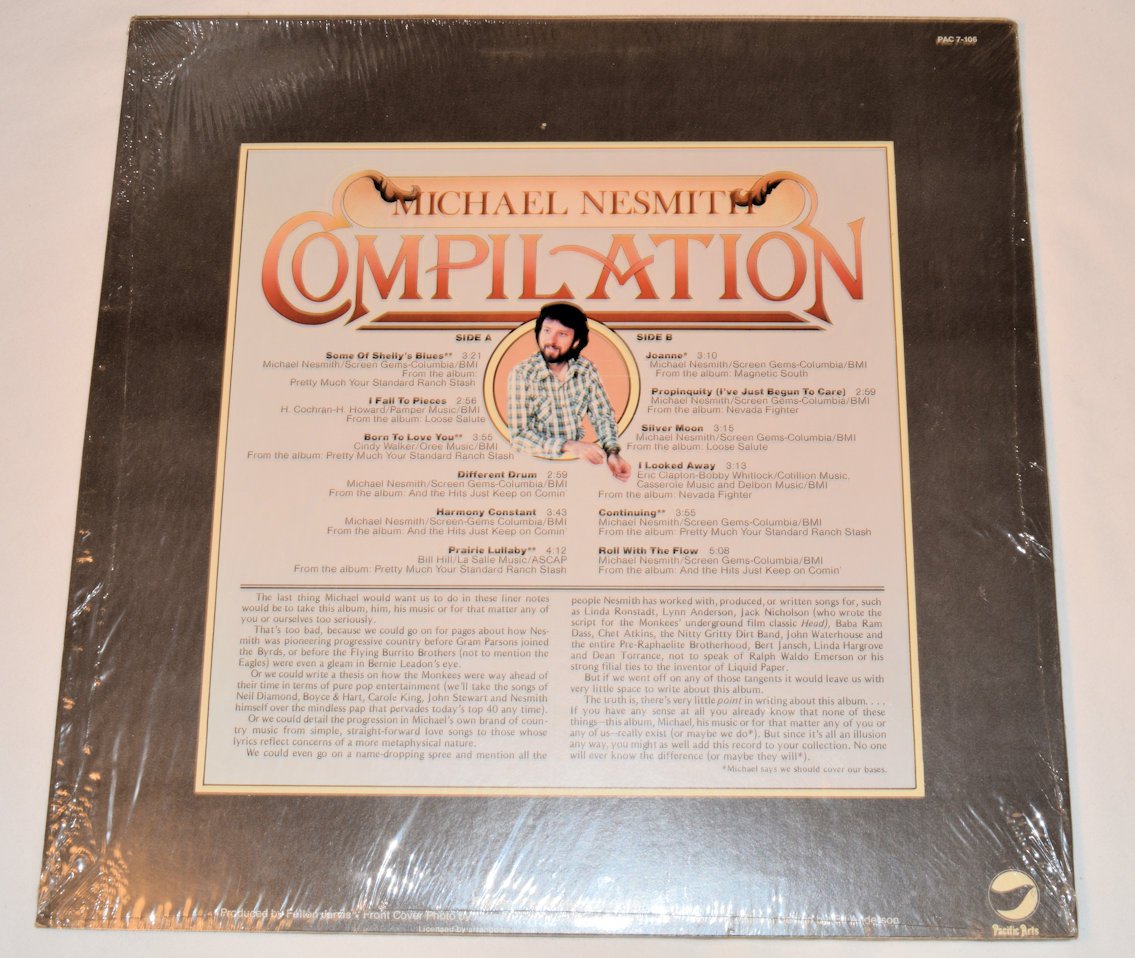 PAC 7-106
MICHAEL NESMITH
COMPILATION
SIDE A
Some Of Shelly's Blues** 3:21
Michael Nesmith/Screen Gems-Columbia/BMI
From the album:
Pretty Much Your Standard Ranch Stash
I Fall To Pieces 2:56
H. Cochran-H. Howard/Pamper Music/BMI
From the album: Loose Salute
Born To Love You** 3:55
Cindy Walker/Oree Music/BMI
From the album: Pretty Much Your Standard Ranch Stash
Different Drum 2:59
Michael Nesmith/Screen Gems-Columbia/BMI
From the album: And the Hits Just Keep on Comin'
Harmony Constant 3:43
Michael Nesmith/Screen-Gems Columbia/BMI
From the album: And the Hits Just Keep on Comin'
Prairie Lullaby** 4:12
Bill Hill/La Salle Music/ASCAP
From the album: Pretty Much Your Standard Ranch Stash
SIDE B
Joanne* 3:10
Michael Nesmith/Screen Gems-Columbia/BMI
From the album: Magnetic South
Propinquity (I've Just Begun To Care) 2:59
Michael Nesmith/Screen Gems-Columbia/BMI
From the album: Nevada Fighter
Silver Moon 3:15
Michael Nesmith/Screen Gems-Columbia/BMI
From the album: Loose Salute
I Looked Away 3:13
Eric Clapton-Bobby Whitlock/Cotillion Music,
Casserole Music and Delbon Music/BMI
From the album: Nevada Fighter
Continuing** 3:55
Michael Nesmith/Screen Gems-Columbia/BMI
From the album: Pretty Much Your Standard Ranch Stash
Roll With The Flow 5:08
Michael Nesmith/Screen Gems-Columbia/BMI
From the album: And the Hits Just Keep on Comin'
The last thing Michael would want us to do in these liner notes
would be to take this album, him, his music or for that matter any of
you or ourselves too seriously.
That's too bad, because we could go on for pages about how Nes-
mith was pioneering progressive country before Gram Parsons joined
the Byrds, or before the Flying Burrito Brothers (not to mention the
Eagles) were even a gleam in Bernie Leadon's eye.
Or we could write a thesis on how the Monkees were way ahead of
their time in terms of pure pop entertainment (we'll take the songs of
Neil Diamond, Boyce & Hart, Carole King, John Stewart and Nesmith
himself over the mindless pap that pervades today's top 40 any time).
Or we could detail the progression in Michael's own brand of coun-
try music from simple, straight-forward love songs to those whose
lyrics reflect concerns of a more metaphysical nature.
We could even go on a name-dropping spree and mention all the
people Nesmith has worked with, produced, or written songs for, such
as Linda Ronstadt, Lynn Anderson, Jack Nicholson (who wrote the
script for the Monkees' underground film classic Head), Baba Ram
Dass, Chet Atkins, the Nitty Gritty Dirt Band, John Waterhouse and
the entire Pre-Raphaelite Brotherhood, Bert Jansch, Linda Hargrove
and Dean Torrance, not to speak of Ralph Waldo Emerson or his
strong filial ties to the inventor of Liquid Paper.
But if we went off on any of those tangents it would leave us with
very little space to write about this album.
The truth is, there's very little point in writing about this album. . . .
If you have any sense at all you already know that none of these
things—this album, Michael, his music or for that matter any of you or
any of us—really exist (or maybe we do*). But since it's all an illusion
any way, you might as well add this record to your collection. No one
will ever know the difference (or maybe they will*).
*Michael says we should cover our bases.
Produced by Felton Jarvis • Front Cover Photo
Licensed by
Pacific Arts